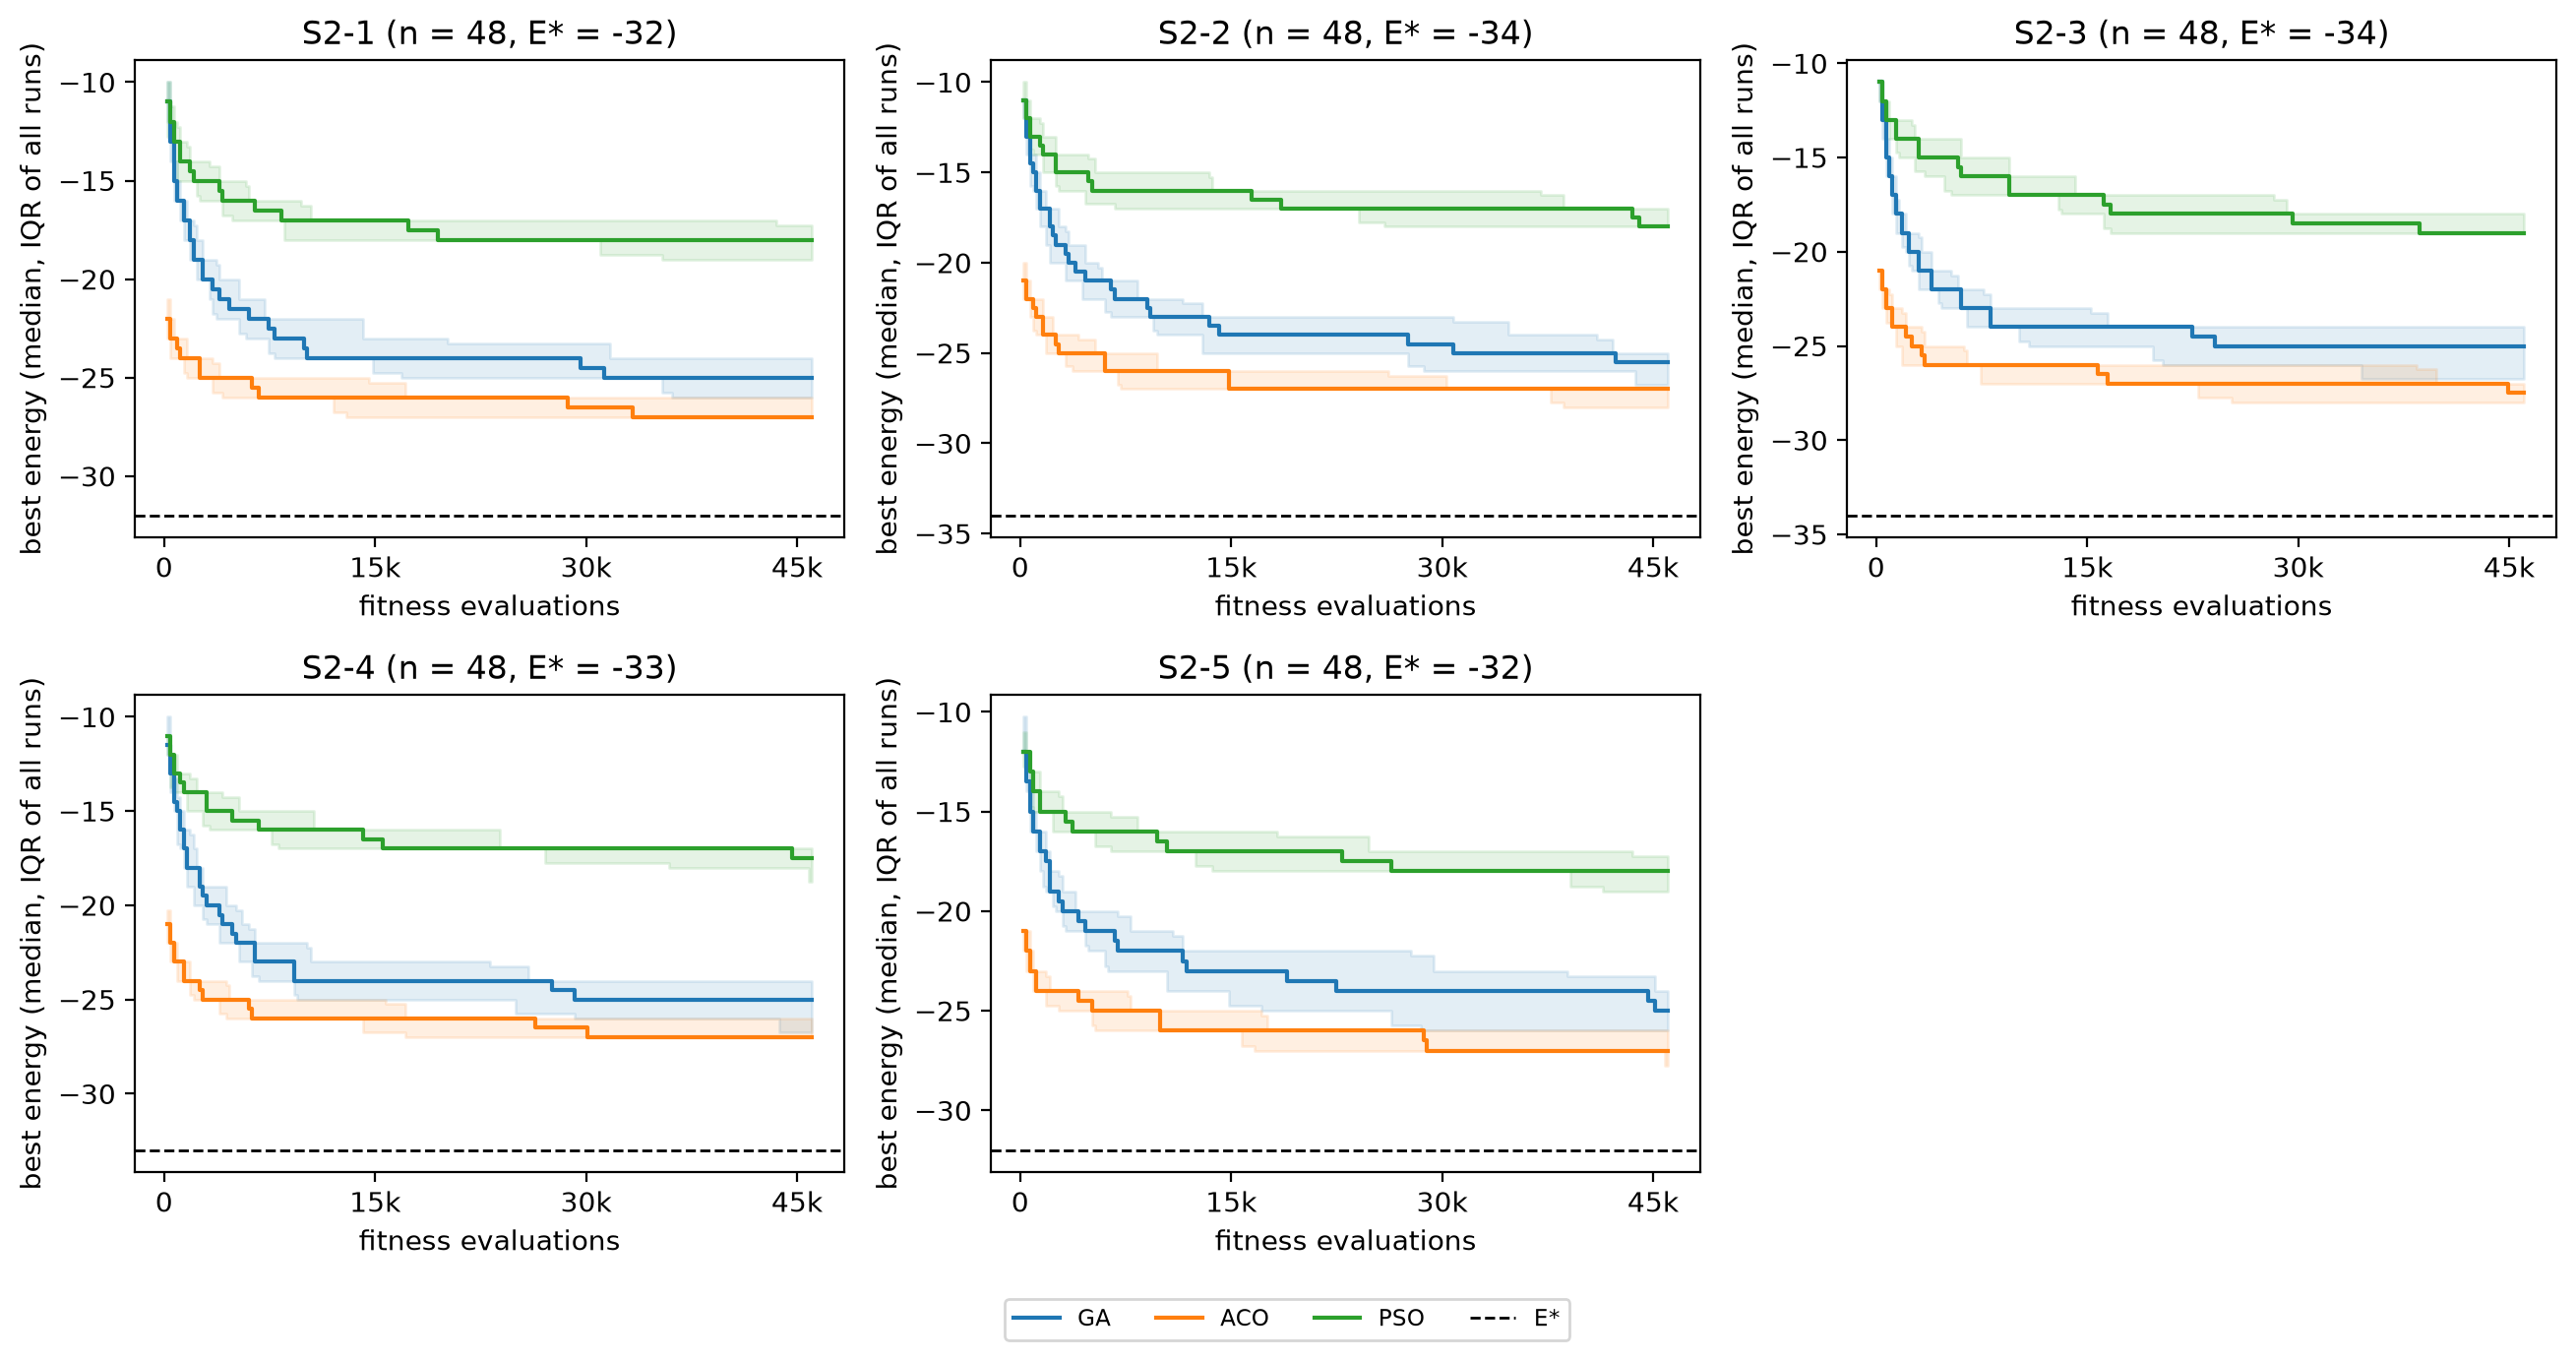 S2-1 (n = 48, E* = -32)
best energy (median, IQR of all runs)
−10
−15
−20
−25
−30
0 15k 30k 45k
fitness evaluations
S2-2 (n = 48, E* = -34)
best energy (median, IQR of all runs)
−10
−15
−20
−25
−30
−35
0 15k 30k 45k
fitness evaluations
S2-3 (n = 48, E* = -34)
best energy (median, IQR of all runs)
−10
−15
−20
−25
−30
−35
0 15k 30k 45k
fitness evaluations
S2-4 (n = 48, E* = -33)
best energy (median, IQR of all runs)
−10
−15
−20
−25
−30
0 15k 30k 45k
fitness evaluations
S2-5 (n = 48, E* = -32)
best energy (median, IQR of all runs)
−10
−15
−20
−25
−30
0 15k 30k 45k
fitness evaluations
GA ACO PSO E*